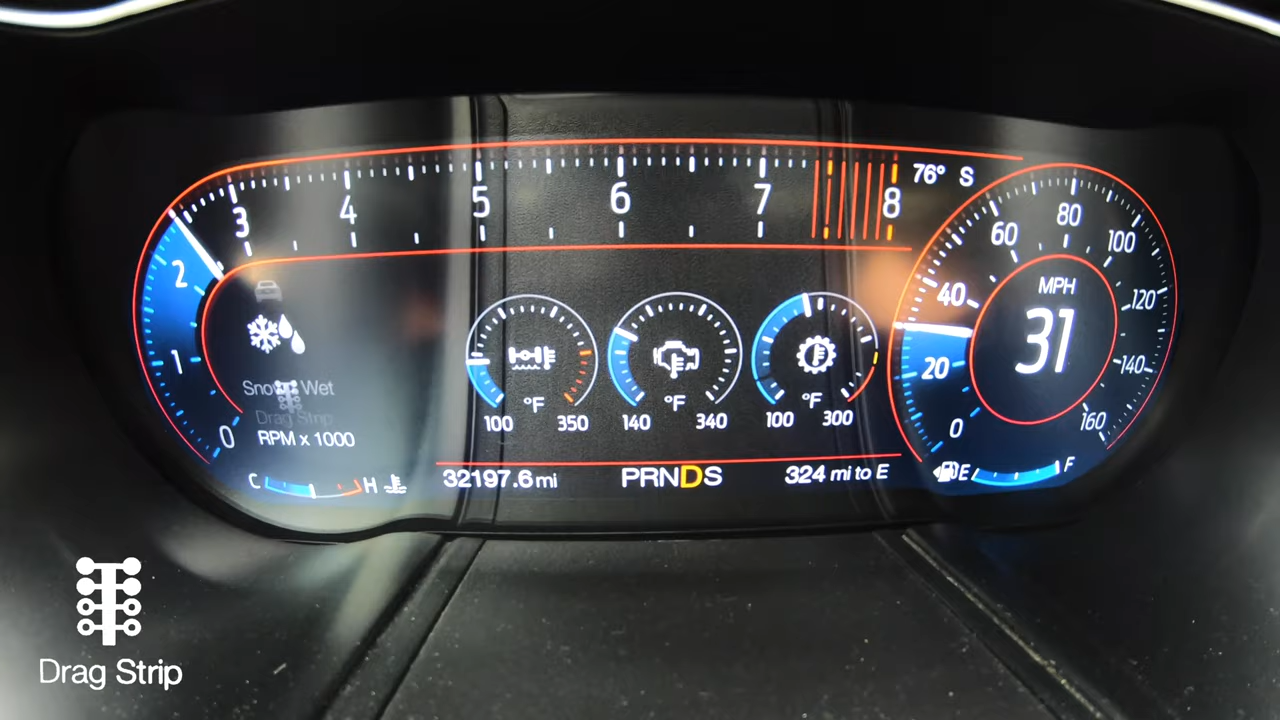 3 4 5 6 7 8
76° S
2
1
0
Snow / Wet
Drag Strip
RPM x 1000
C H
°F
100 350
°F
140 340
°F
100 300
0 20 40 60 80 100 120 140 160
MPH
31
32197.6 mi
PRNDS
324 mi to E
E F
Drag Strip